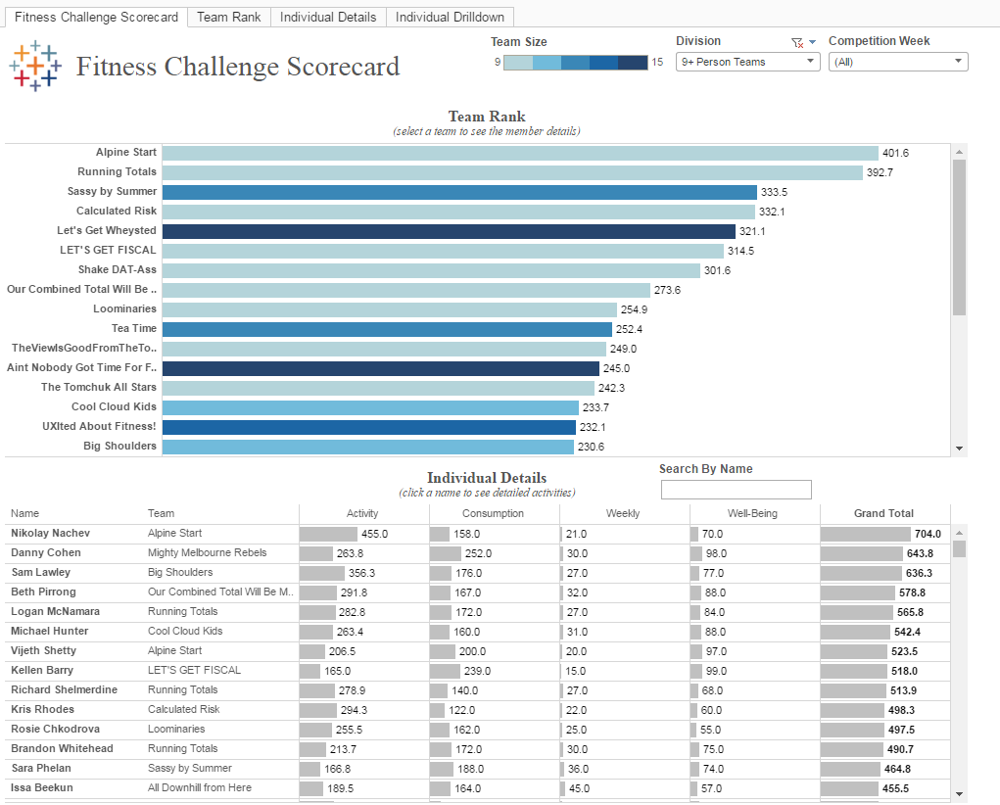 Fitness Challenge Scorecard Team Rank Individual Details Individual Drilldown
Fitness Challenge Scorecard
Team Size
9 15
Division
9+ Person Teams
Competition Week
(All)
Team Rank
(select a team to see the member details)
Alpine Start 401.6
Running Totals 392.7
Sassy by Summer 333.5
Calculated Risk 332.1
Let's Get Wheysted 321.1
LET'S GET FISCAL 314.5
Shake DAT-Ass 301.6
Our Combined Total Will Be .. 273.6
Loominaries 254.9
Tea Time 252.4
TheViewIsGoodFromTheTo.. 249.0
Aint Nobody Got Time For F.. 245.0
The Tomchuk All Stars 242.3
Cool Cloud Kids 233.7
UXIted About Fitness! 232.1
Big Shoulders 230.6
Individual Details
(click a name to see detailed activities)
Search By Name
Name Team Activity Consumption Weekly Well-Being Grand Total
Nikolay Nachev Alpine Start 455.0 158.0 21.0 70.0 704.0
Danny Cohen Mighty Melbourne Rebels 263.8 252.0 30.0 98.0 643.8
Sam Lawley Big Shoulders 356.3 176.0 27.0 77.0 636.3
Beth Pirrong Our Combined Total Will Be M.. 291.8 167.0 32.0 88.0 578.8
Logan McNamara Running Totals 282.8 172.0 27.0 84.0 565.8
Michael Hunter Cool Cloud Kids 263.4 160.0 31.0 88.0 542.4
Vijeth Shetty Alpine Start 206.5 200.0 20.0 97.0 523.5
Kellen Barry LET'S GET FISCAL 165.0 239.0 15.0 99.0 518.0
Richard Shelmerdine Running Totals 278.9 140.0 27.0 68.0 513.9
Kris Rhodes Calculated Risk 294.3 122.0 22.0 60.0 498.3
Rosie Chkodrova Loominaries 255.5 162.0 25.0 55.0 497.5
Brandon Whitehead Running Totals 213.7 172.0 30.0 75.0 490.7
Sara Phelan Sassy by Summer 166.8 188.0 36.0 74.0 464.8
Issa Beekun All Downhill from Here 189.5 164.0 45.0 57.0 455.5